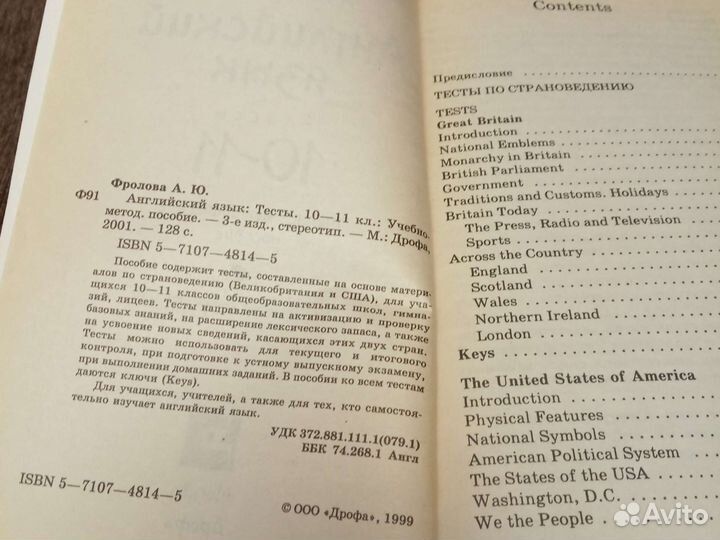 Фролова А. Ю.
Ф91
Английский язык: Тесты. 10—11 кл.: Учебно-
метод. пособие. — 3-е изд., стереотип. — М.: Дрофа,
2001. — 128 с.
ISBN 5—7107—4814—5
Пособие содержит тесты, составленные на основе матери-
алов по страноведению (Великобритания и США), для уча-
щихся 10—11 классов общеобразовательных школ, гимна-
зий, лицеев. Тесты направлены на активизацию и проверку
базовых знаний, на расширение лексического запаса, а также
на усвоение новых сведений, касающихся этих двух стран.
Тесты можно использовать для текущего и итогового
контроля, при подготовке к устному выпускному экзамену,
при выполнении домашних заданий. В пособии ко всем тестам
даются ключи (Keys).
Для учащихся, учителей, а также для тех, кто самостоя-
тельно изучает английский язык.
УДК 372.881.111.1(079.1)
ББК 74.268.1 Англ
ISBN 5—7107—4814—5
© ООО «Дрофа», 1999
Contents
Предисловие
ТЕСТЫ ПО СТРАНОВЕДЕНИЮ
TESTS
Great Britain
Introduction
National Emblems
Monarchy in Britain
British Parliament
Government
Traditions and Customs. Holidays
Britain Today
The Press, Radio and Television
Sports
Across the Country
England
Scotland
Wales
Northern Ireland
London
Keys
The United States of America
Introduction
Physical Features
National Symbols
American Political System
The States of the USA
Washington, D.C.
We the People
Avito